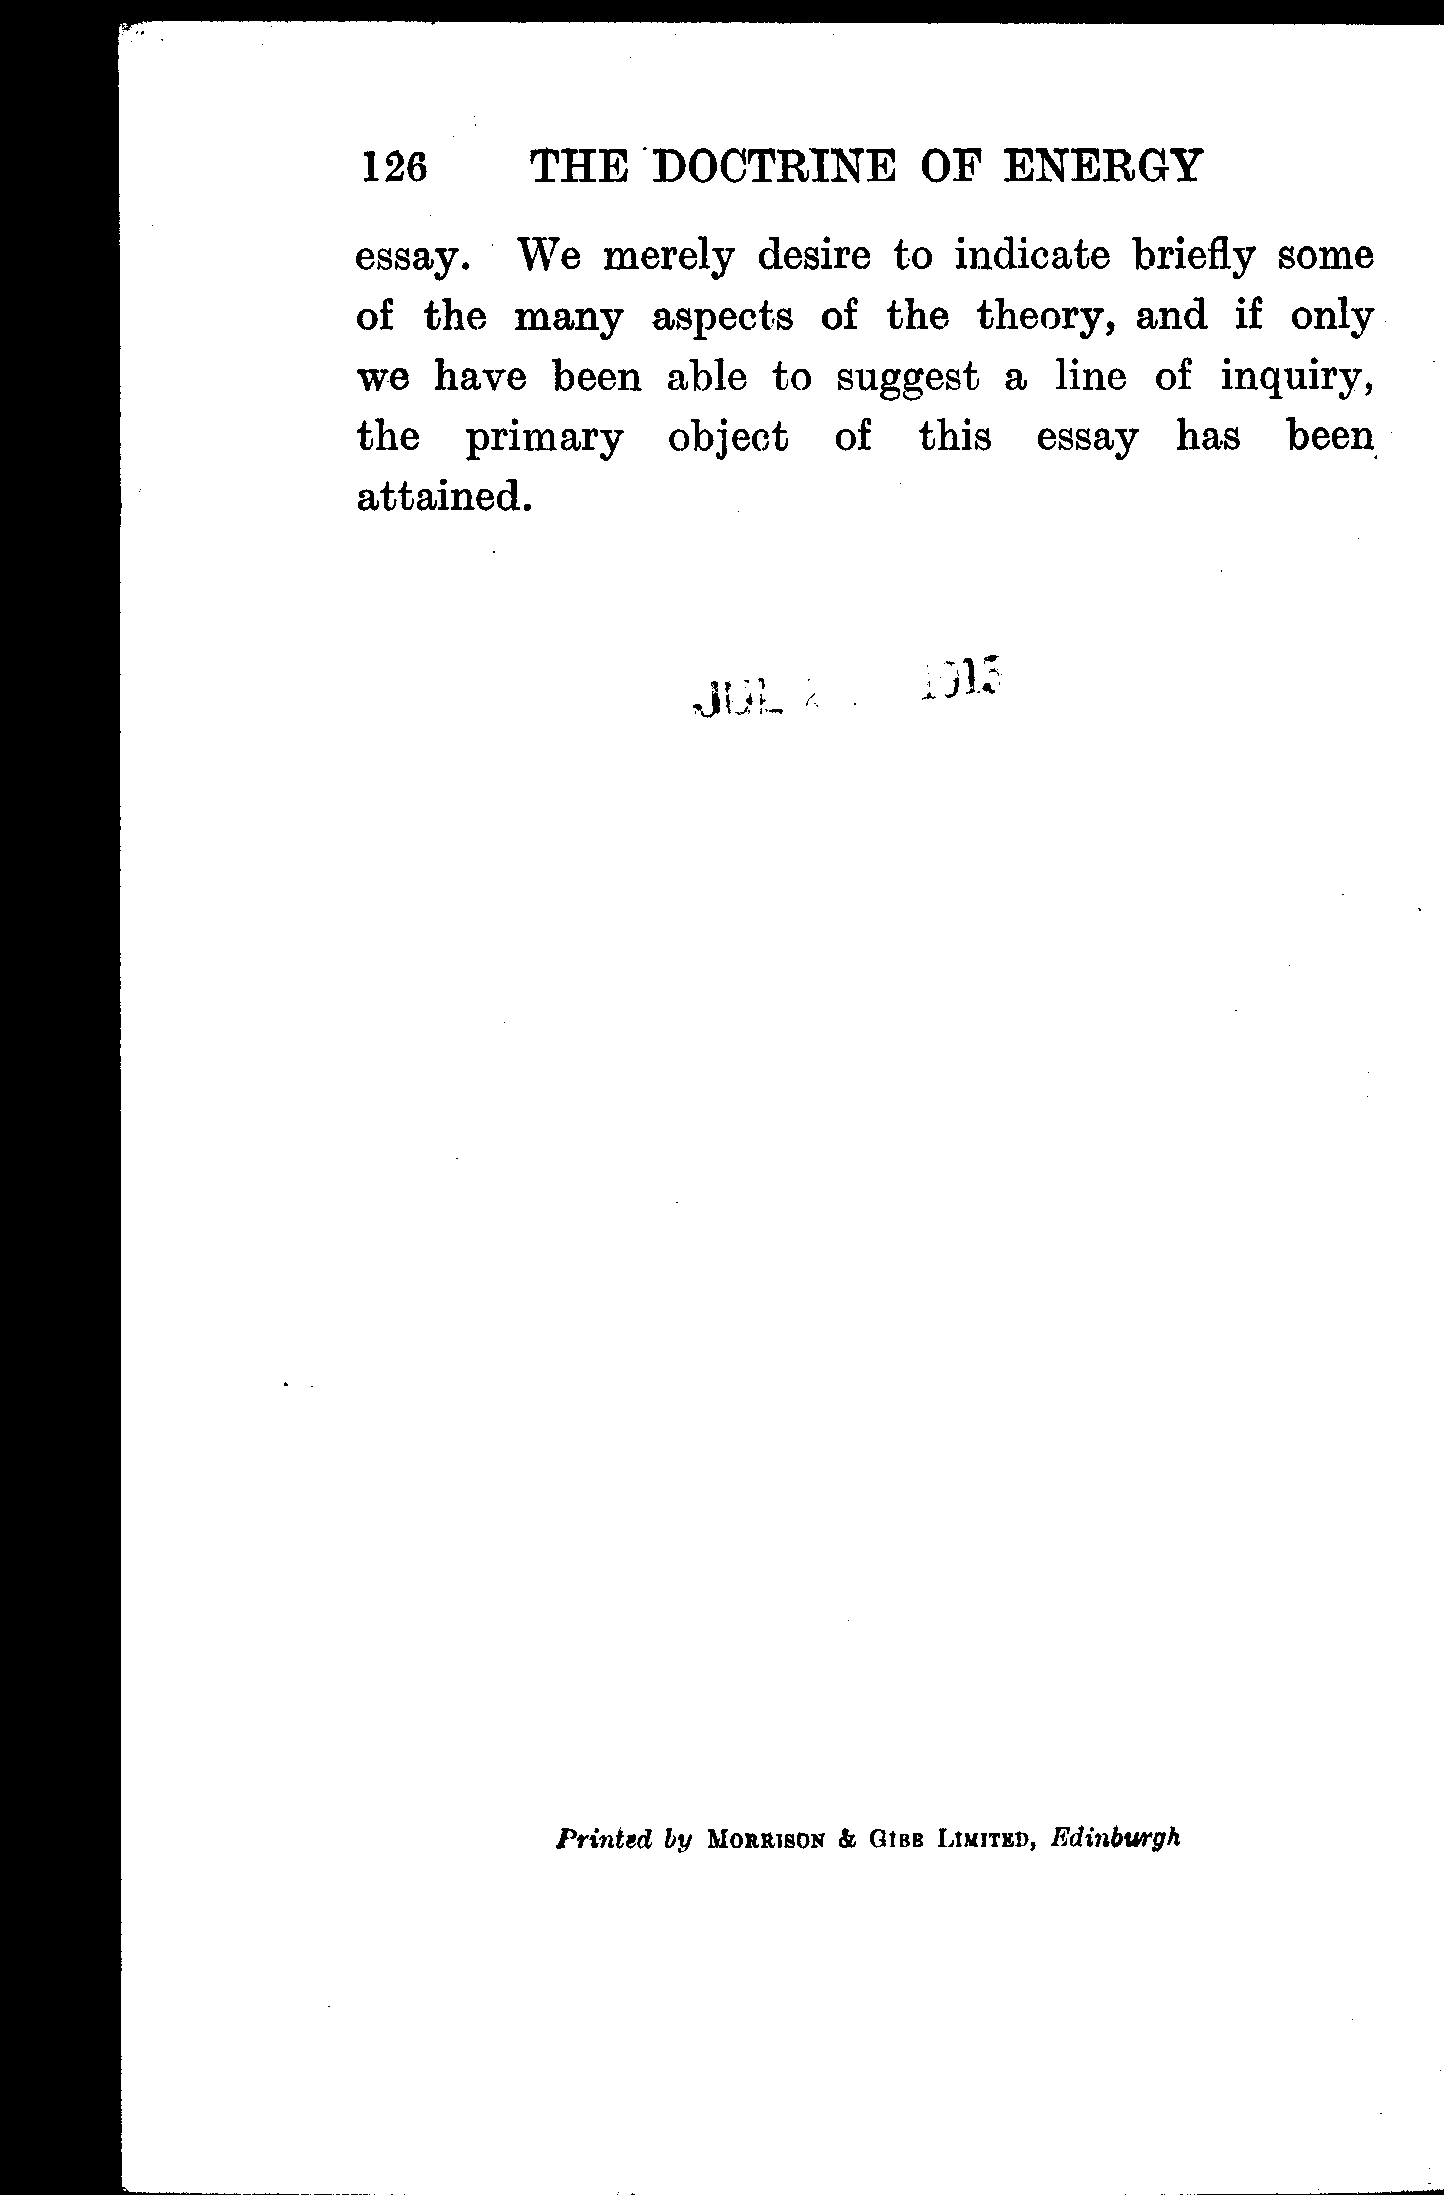 126 THE DOCTRINE OF ENERGY
essay. We merely desire to indicate briefly some
of the many aspects of the theory, and if only
we have been able to suggest a line of inquiry,
the primary object of this essay has been
attained.
JUL
Printed by MORRISON & GIBB LIMITED, Edinburgh